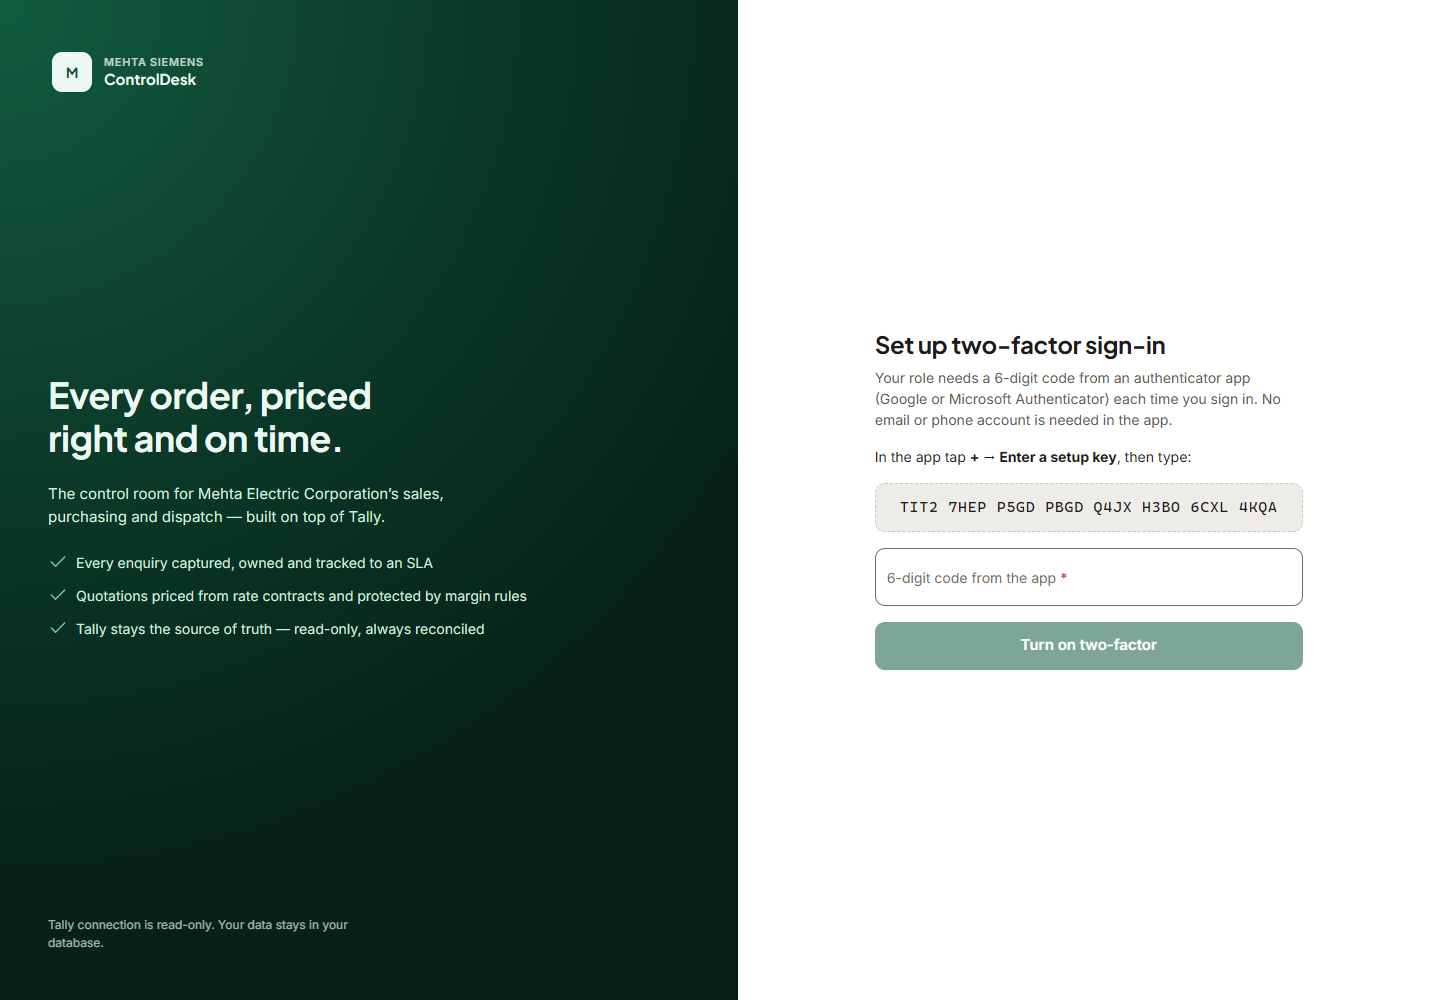 M
MEHTA SIEMENS
ControlDesk
Every order, priced
right and on time.
The control room for Mehta Electric Corporation’s sales,
purchasing and dispatch — built on top of Tally.
Every enquiry captured, owned and tracked to an SLA
Quotations priced from rate contracts and protected by margin rules
Tally stays the source of truth — read-only, always reconciled
Tally connection is read-only. Your data stays in your
database.
Set up two-factor sign-in
Your role needs a 6-digit code from an authenticator app
(Google or Microsoft Authenticator) each time you sign in. No
email or phone account is needed in the app.
In the app tap + → Enter a setup key, then type:
TIT2 7HEP P5GD PBGD Q4JX H3BO 6CXL 4KQA
6-digit code from the app *
Turn on two-factor